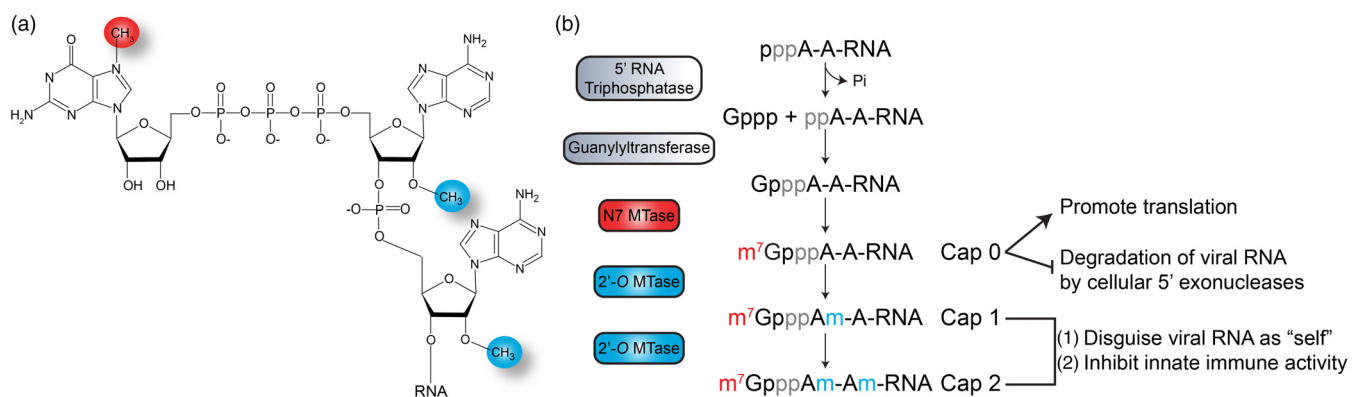 (a)
CH₃
O
N
N
N
N
H₂N
O
OH
OH
O
O
P
O-
O
O
P
O-
O
O
P
O-
O
O
NH₂
N
N
N
N
O
CH₃
O
-O
P
O
O
NH₂
N
N
N
N
O
O
O
CH₃
RNA
(b)
5' RNA
Triphosphatase
Guanylyltransferase
N7 MTase
2'-O MTase
2'-O MTase
pppA-A-RNA
Pi
Gppp + ppA-A-RNA
GpppA-A-RNA
m⁷GpppA-A-RNA Cap 0
m⁷GpppAm-A-RNA Cap 1
m⁷GpppAm-Am-RNA Cap 2
Promote translation
Degradation of viral RNA
by cellular 5' exonucleases
(1) Disguise viral RNA as “self”
(2) Inhibit innate immune activity